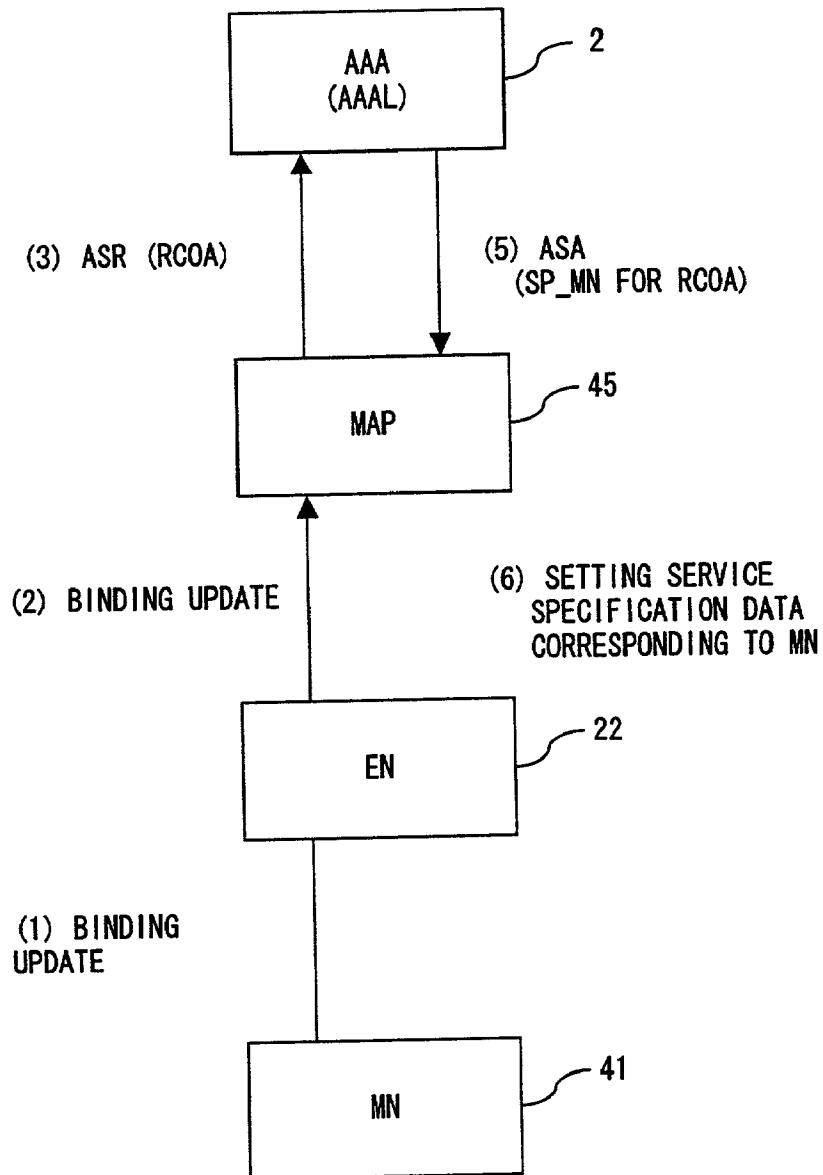 AAA
(AAAL)
2
(3) ASR (RCOA)
(5) ASA
(SP_MN FOR RCOA)
MAP
45
(2) BINDING UPDATE
(6) SETTING SERVICE
SPECIFICATION DATA
CORRESPONDING TO MN
EN
22
(1) BINDING
UPDATE
MN
41